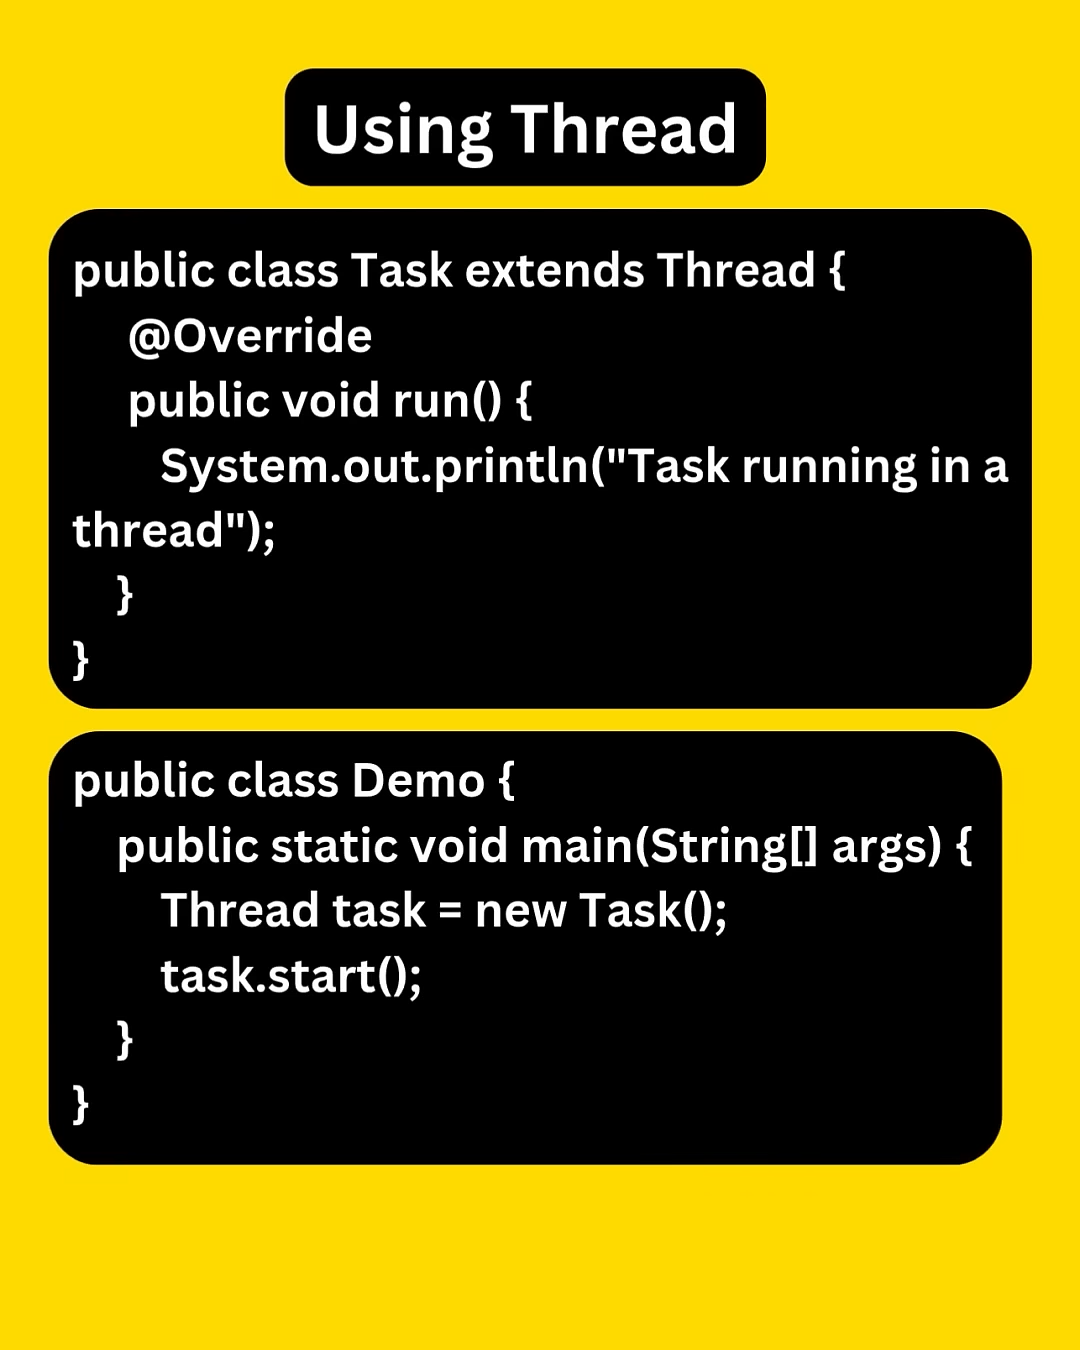 Using Thread
public class Task extends Thread {
@Override
public void run() {
System.out.println("Task running in a
thread");
}
}
public class Demo {
public static void main(String[] args) {
Thread task = new Task();
task.start();
}
}